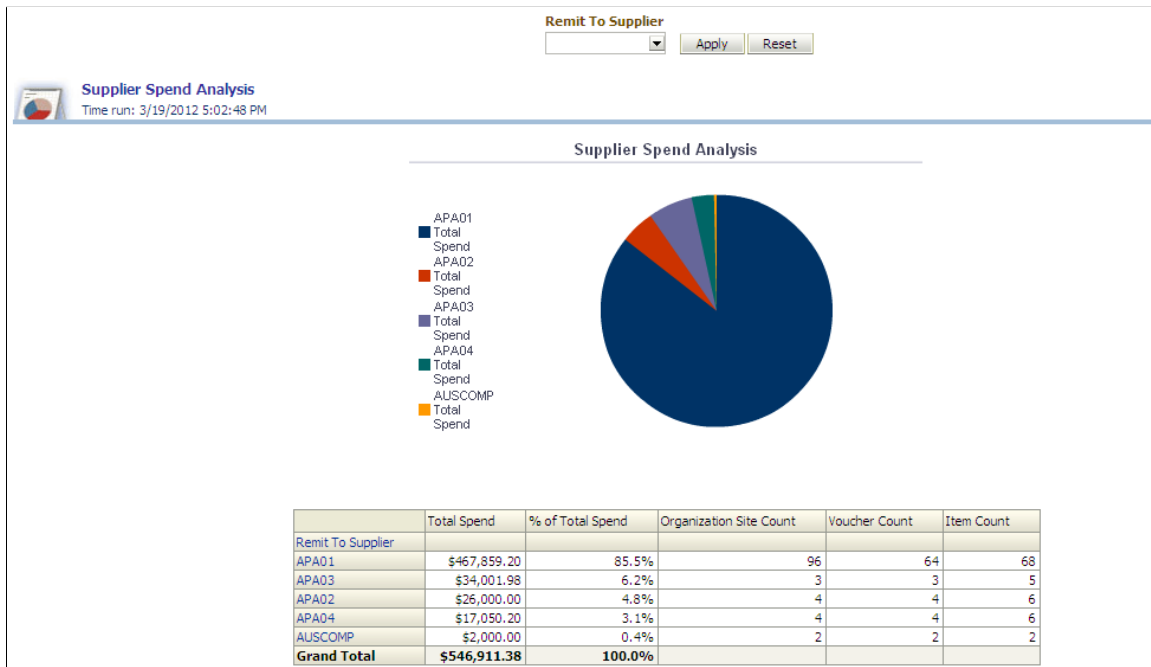 Remit To Supplier
Apply Reset
Supplier Spend Analysis
Time run: 3/19/2012 5:02:48 PM
Supplier Spend Analysis
APA01
Total
Spend
APA02
Total
Spend
APA03
Total
Spend
APA04
Total
Spend
AUSCOMP
Total
Spend
Total Spend % of Total Spend Organization Site Count Voucher Count Item Count
Remit To Supplier
APA01 $467,859.20 85.5% 96 64 68
APA03 $34,001.98 6.2% 3 3 5
APA02 $26,000.00 4.8% 4 4 6
APA04 $17,050.20 3.1% 4 4 6
AUSCOMP $2,000.00 0.4% 2 2 2
Grand Total $546,911.38 100.0%